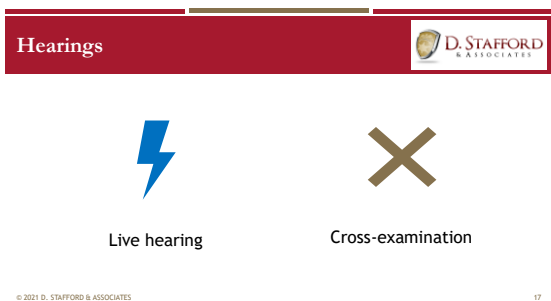 Hearings
D. STAFFORD
& ASSOCIATES
Live hearing
Cross-examination
© 2021 D. STAFFORD & ASSOCIATES
17